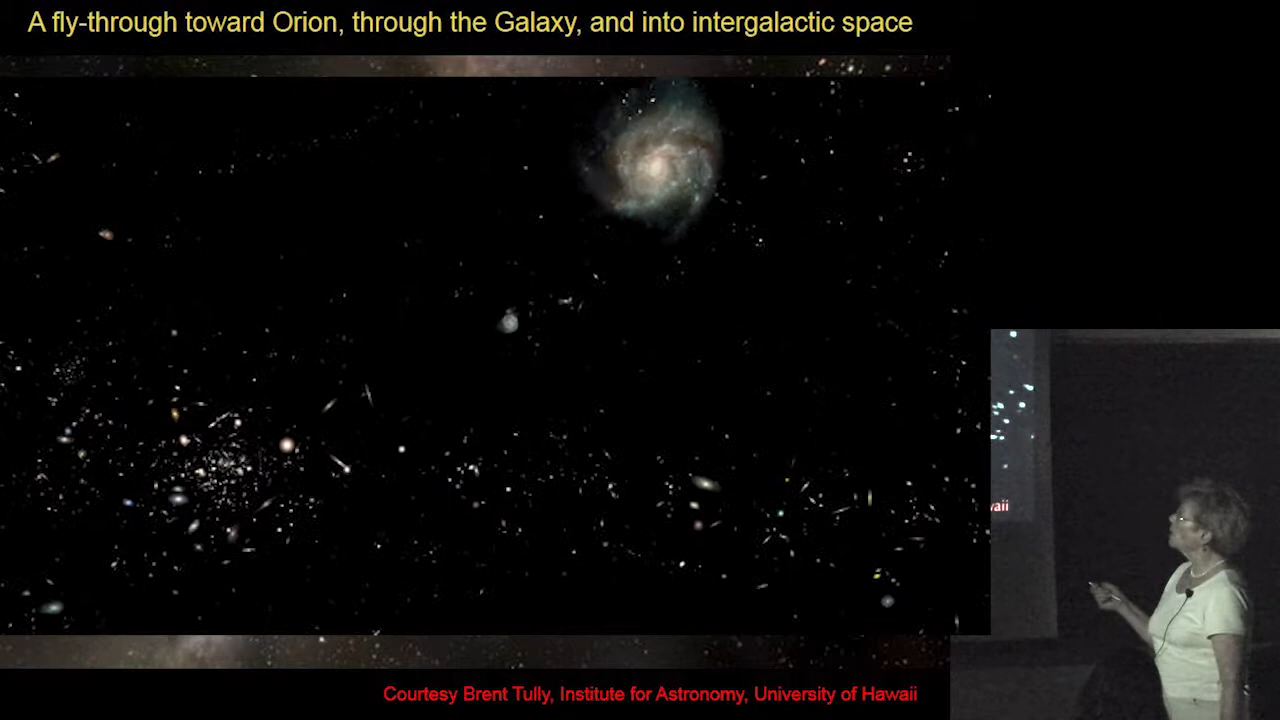 A fly-through toward Orion, through the Galaxy, and into intergalactic space
vaii
Courtesy Brent Tully, Institute for Astronomy, University of Hawaii